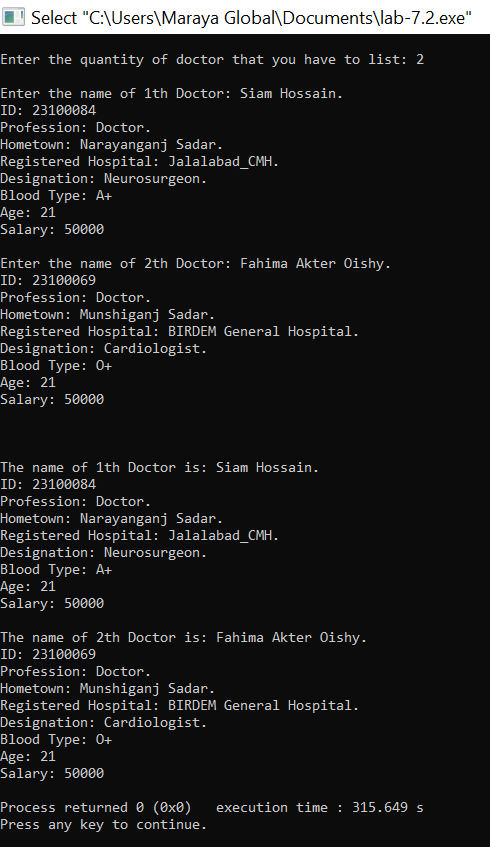 Select "C:\Users\Maraya Global\Documents\lab-7.2.exe"
Enter the quantity of doctor that you have to list: 2
Enter the name of 1th Doctor: Siam Hossain.
ID: 23100084
Profession: Doctor.
Hometown: Narayanganj Sadar.
Registered Hospital: Jalalabad_CMH.
Designation: Neurosurgeon.
Blood Type: A+
Age: 21
Salary: 50000
Enter the name of 2th Doctor: Fahima Akter Oishy.
ID: 23100069
Profession: Doctor.
Hometown: Munshiganj Sadar.
Registered Hospital: BIRDEM General Hospital.
Designation: Cardiologist.
Blood Type: O+
Age: 21
Salary: 50000
The name of 1th Doctor is: Siam Hossain.
ID: 23100084
Profession: Doctor.
Hometown: Narayanganj Sadar.
Registered Hospital: Jalalabad_CMH.
Designation: Neurosurgeon.
Blood Type: A+
Age: 21
Salary: 50000
The name of 2th Doctor is: Fahima Akter Oishy.
ID: 23100069
Profession: Doctor.
Hometown: Munshiganj Sadar.
Registered Hospital: BIRDEM General Hospital.
Designation: Cardiologist.
Blood Type: O+
Age: 21
Salary: 50000
Process returned 0 (0x0)   execution time : 315.649 s
Press any key to continue.